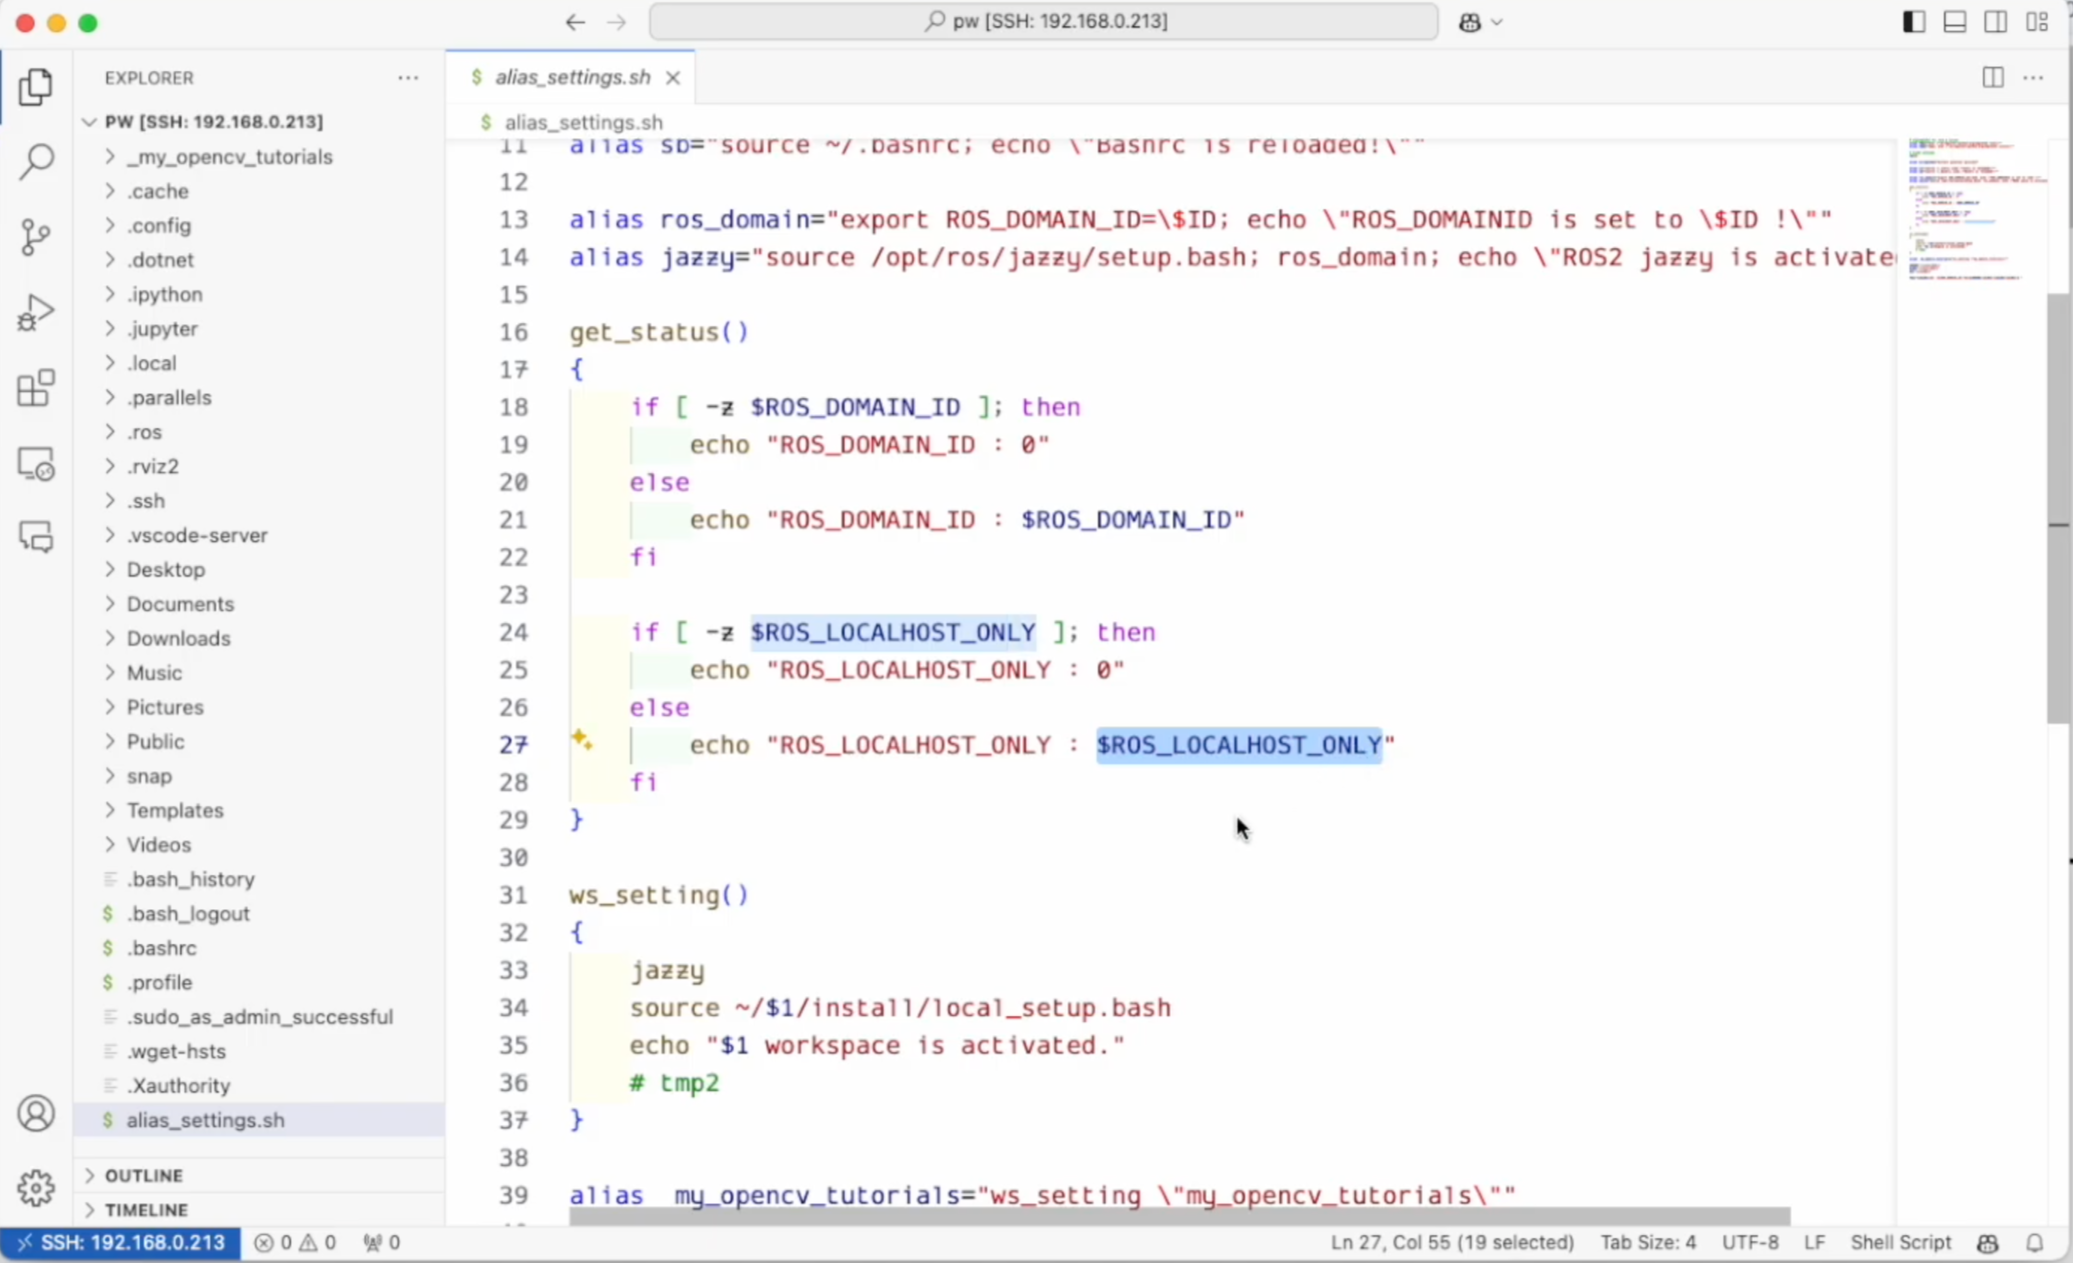 pw [SSH: 192.168.0.213]
EXPLORER
PW [SSH: 192.168.0.213]
_my_opencv_tutorials
.cache
.config
.dotnet
.ipython
.jupyter
.local
.parallels
.ros
.rviz2
.ssh
.vscode-server
Desktop
Documents
Downloads
Music
Pictures
Public
snap
Templates
Videos
.bash_history
$ .bash_logout
$ .bashrc
$ .profile
.sudo_as_admin_successful
.wget-hsts
.Xauthority
$ alias_settings.sh
OUTLINE
TIMELINE
$ alias_settings.sh
$ alias_settings.sh
11 alias sb="source ~/.bashrc; echo \"Bashrc is reloaded!\""
12
13 alias ros_domain="export ROS_DOMAIN_ID=\$ID; echo \"ROS_DOMAINID is set to \$ID !\""
14 alias jazzy="source /opt/ros/jazzy/setup.bash; ros_domain; echo \"ROS2 jazzy is activate
15
16 get_status()
17 {
18 if [ -z $ROS_DOMAIN_ID ]; then
19 echo "ROS_DOMAIN_ID : 0"
20 else
21 echo "ROS_DOMAIN_ID : $ROS_DOMAIN_ID"
22 fi
23
24 if [ -z $ROS_LOCALHOST_ONLY ]; then
25 echo "ROS_LOCALHOST_ONLY : 0"
26 else
27 echo "ROS_LOCALHOST_ONLY : $ROS_LOCALHOST_ONLY"
28 fi
29 }
30
31 ws_setting()
32 {
33 jazzy
34 source ~/$1/install/local_setup.bash
35 echo "$1 workspace is activated."
36 # tmp2
37 }
38
39 alias _my_opencv_tutorials="ws_setting \"my_opencv_tutorials\""
SSH: 192.168.0.213 0 0 0 Ln 27, Col 55 (19 selected) Tab Size: 4 UTF-8 LF Shell Script